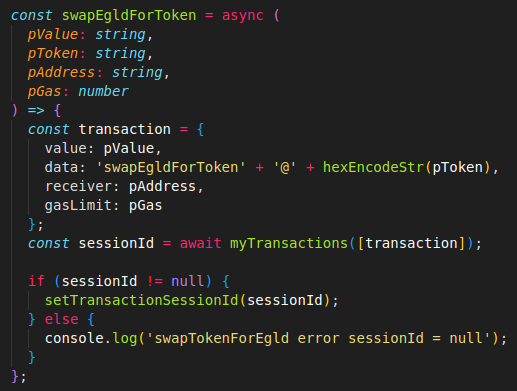 const swapEgldForToken = async (
  pValue: string,
  pToken: string,
  pAddress: string,
  pGas: number
) => {
  const transaction = {
    value: pValue,
    data: 'swapEgldForToken' + '@' + hexEncodeStr(pToken),
    receiver: pAddress,
    gasLimit: pGas
  };
  const sessionId = await myTransactions([transaction]);

  if (sessionId != null) {
    setTransactionSessionId(sessionId);
  } else {
    console.log('swapTokenForEgld error sessionId = null');
  }
};